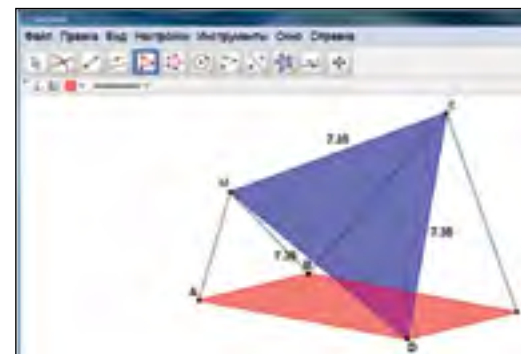 Файл Правка Вид Настройки Инструменты Окно Справка
7.35
7.35
7.35
A
D